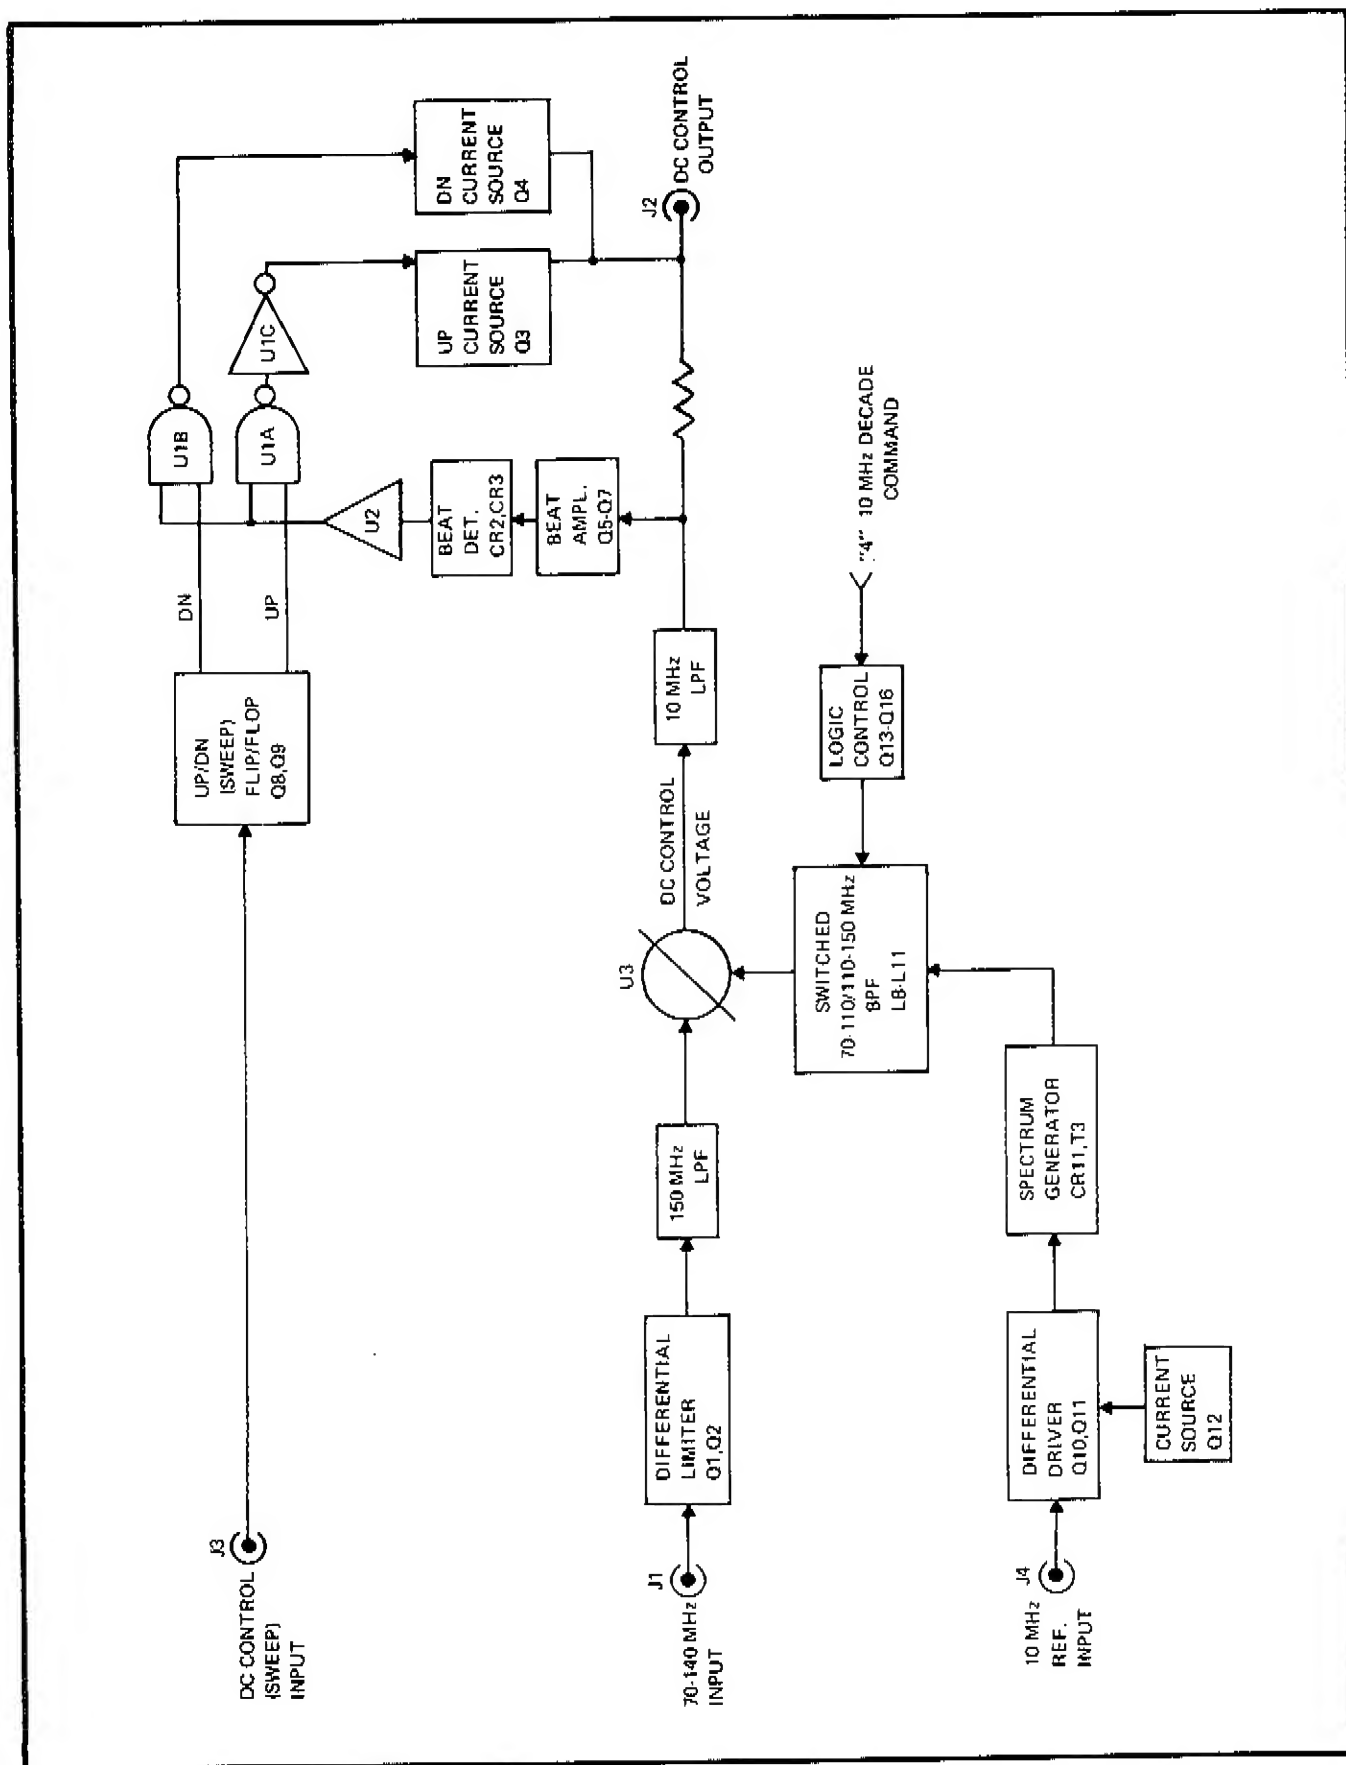 DC CONTROL
(SWEEP)
INPUT
J3
UP/DN
(SWEEP)
FLIP/FLOP
Q8,Q9
DN
UP
U1B
U1A
U1C
U2
BEAT
DET.
CR2,CR3
BEAT
AMPL.
Q5-Q7
DN
CURRENT
SOURCE
Q4
UP
CURRENT
SOURCE
Q3
J2
DC CONTROL
OUTPUT
70-140 MHz
INPUT
J1
DIFFERENTIAL
LIMITER
Q1,Q2
150 MHz
LPF
U3
DC CONTROL
VOLTAGE
10 MHz
LPF
SWITCHED
70-110/110-150 MHz
BPF
L8-L11
LOGIC
CONTROL
Q13-Q16
"4" 10 MHz DECADE
COMMAND
10 MHz
REF.
INPUT
J4
DIFFERENTIAL
DRIVER
Q10,Q11
CURRENT
SOURCE
Q12
SPECTRUM
GENERATOR
CR11,T3